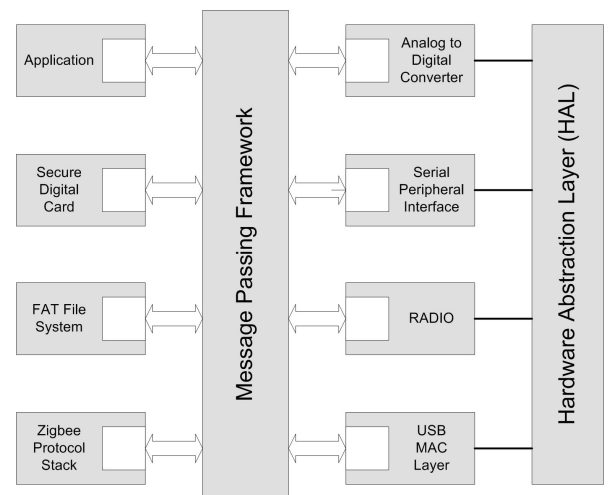 Application
Secure
Digital
Card
FAT File
System
Zigbee
Protocol
Stack
Message Passing Framework
Analog to
Digital
Converter
Serial
Peripheral
Interface
RADIO
USB
MAC
Layer
Hardware Abstraction Layer (HAL)